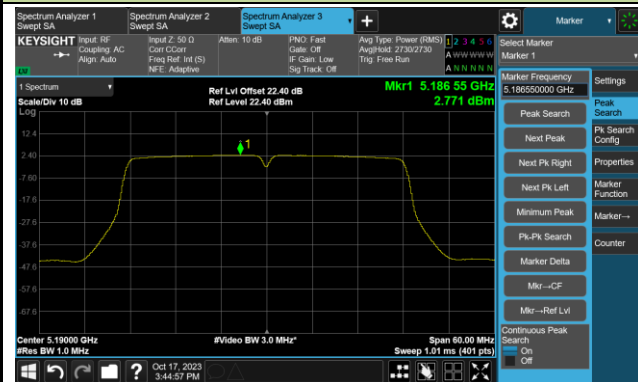 Spectrum Analyzer 1
Swept SA
Spectrum Analyzer 2
Swept SA
Spectrum Analyzer 3
Swept SA
+
Marker
KEYSIGHT
LXI
Input: RF
Coupling: AC
Align: Auto
Input Z: 50 Ω
Corr CCorr
Freq Ref: Int (S)
NFE: Adaptive
Atten: 10 dB
PNO: Fast
Gate: Off
IF Gain: Low
Sig Track: Off
Avg Type: Power (RMS)
Avg|Hold: 2730/2730
Trig: Free Run
1 2 3 4 5 6
A W W W W W
A N N N N N
Select Marker
Marker 1
1 Spectrum
Scale/Div 10 dB
Log
Ref Lvl Offset 22.40 dB
Ref Level 22.40 dBm
Mkr1 5.186 55 GHz
2.771 dBm
12.4
2.40
-7.60
-17.6
-27.6
-37.6
-47.6
-57.6
-67.6
1
Center 5.19000 GHz
#Res BW 1.0 MHz
#Video BW 3.0 MHz*
Span 60.00 MHz
Sweep 1.01 ms (401 pts)
Marker Frequency
5.186550000 GHz
Peak Search
Next Peak
Next Pk Right
Next Pk Left
Minimum Peak
Pk-Pk Search
Marker Delta
Mkr→CF
Mkr→Ref Lvl
Continuous Peak
Search
On
Off
Settings
Peak
Search
Pk Search
Config
Properties
Marker
Function
Marker→
Counter
?
Oct 17, 2023
3:44:57 PM